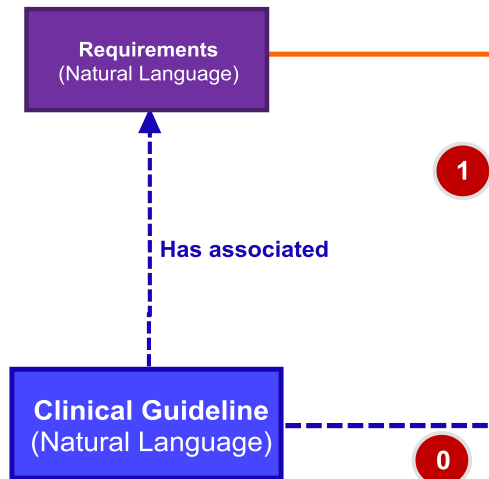 Requirements
(Natural Language)
1
Has associated
Clinical Guideline
(Natural Language)
0